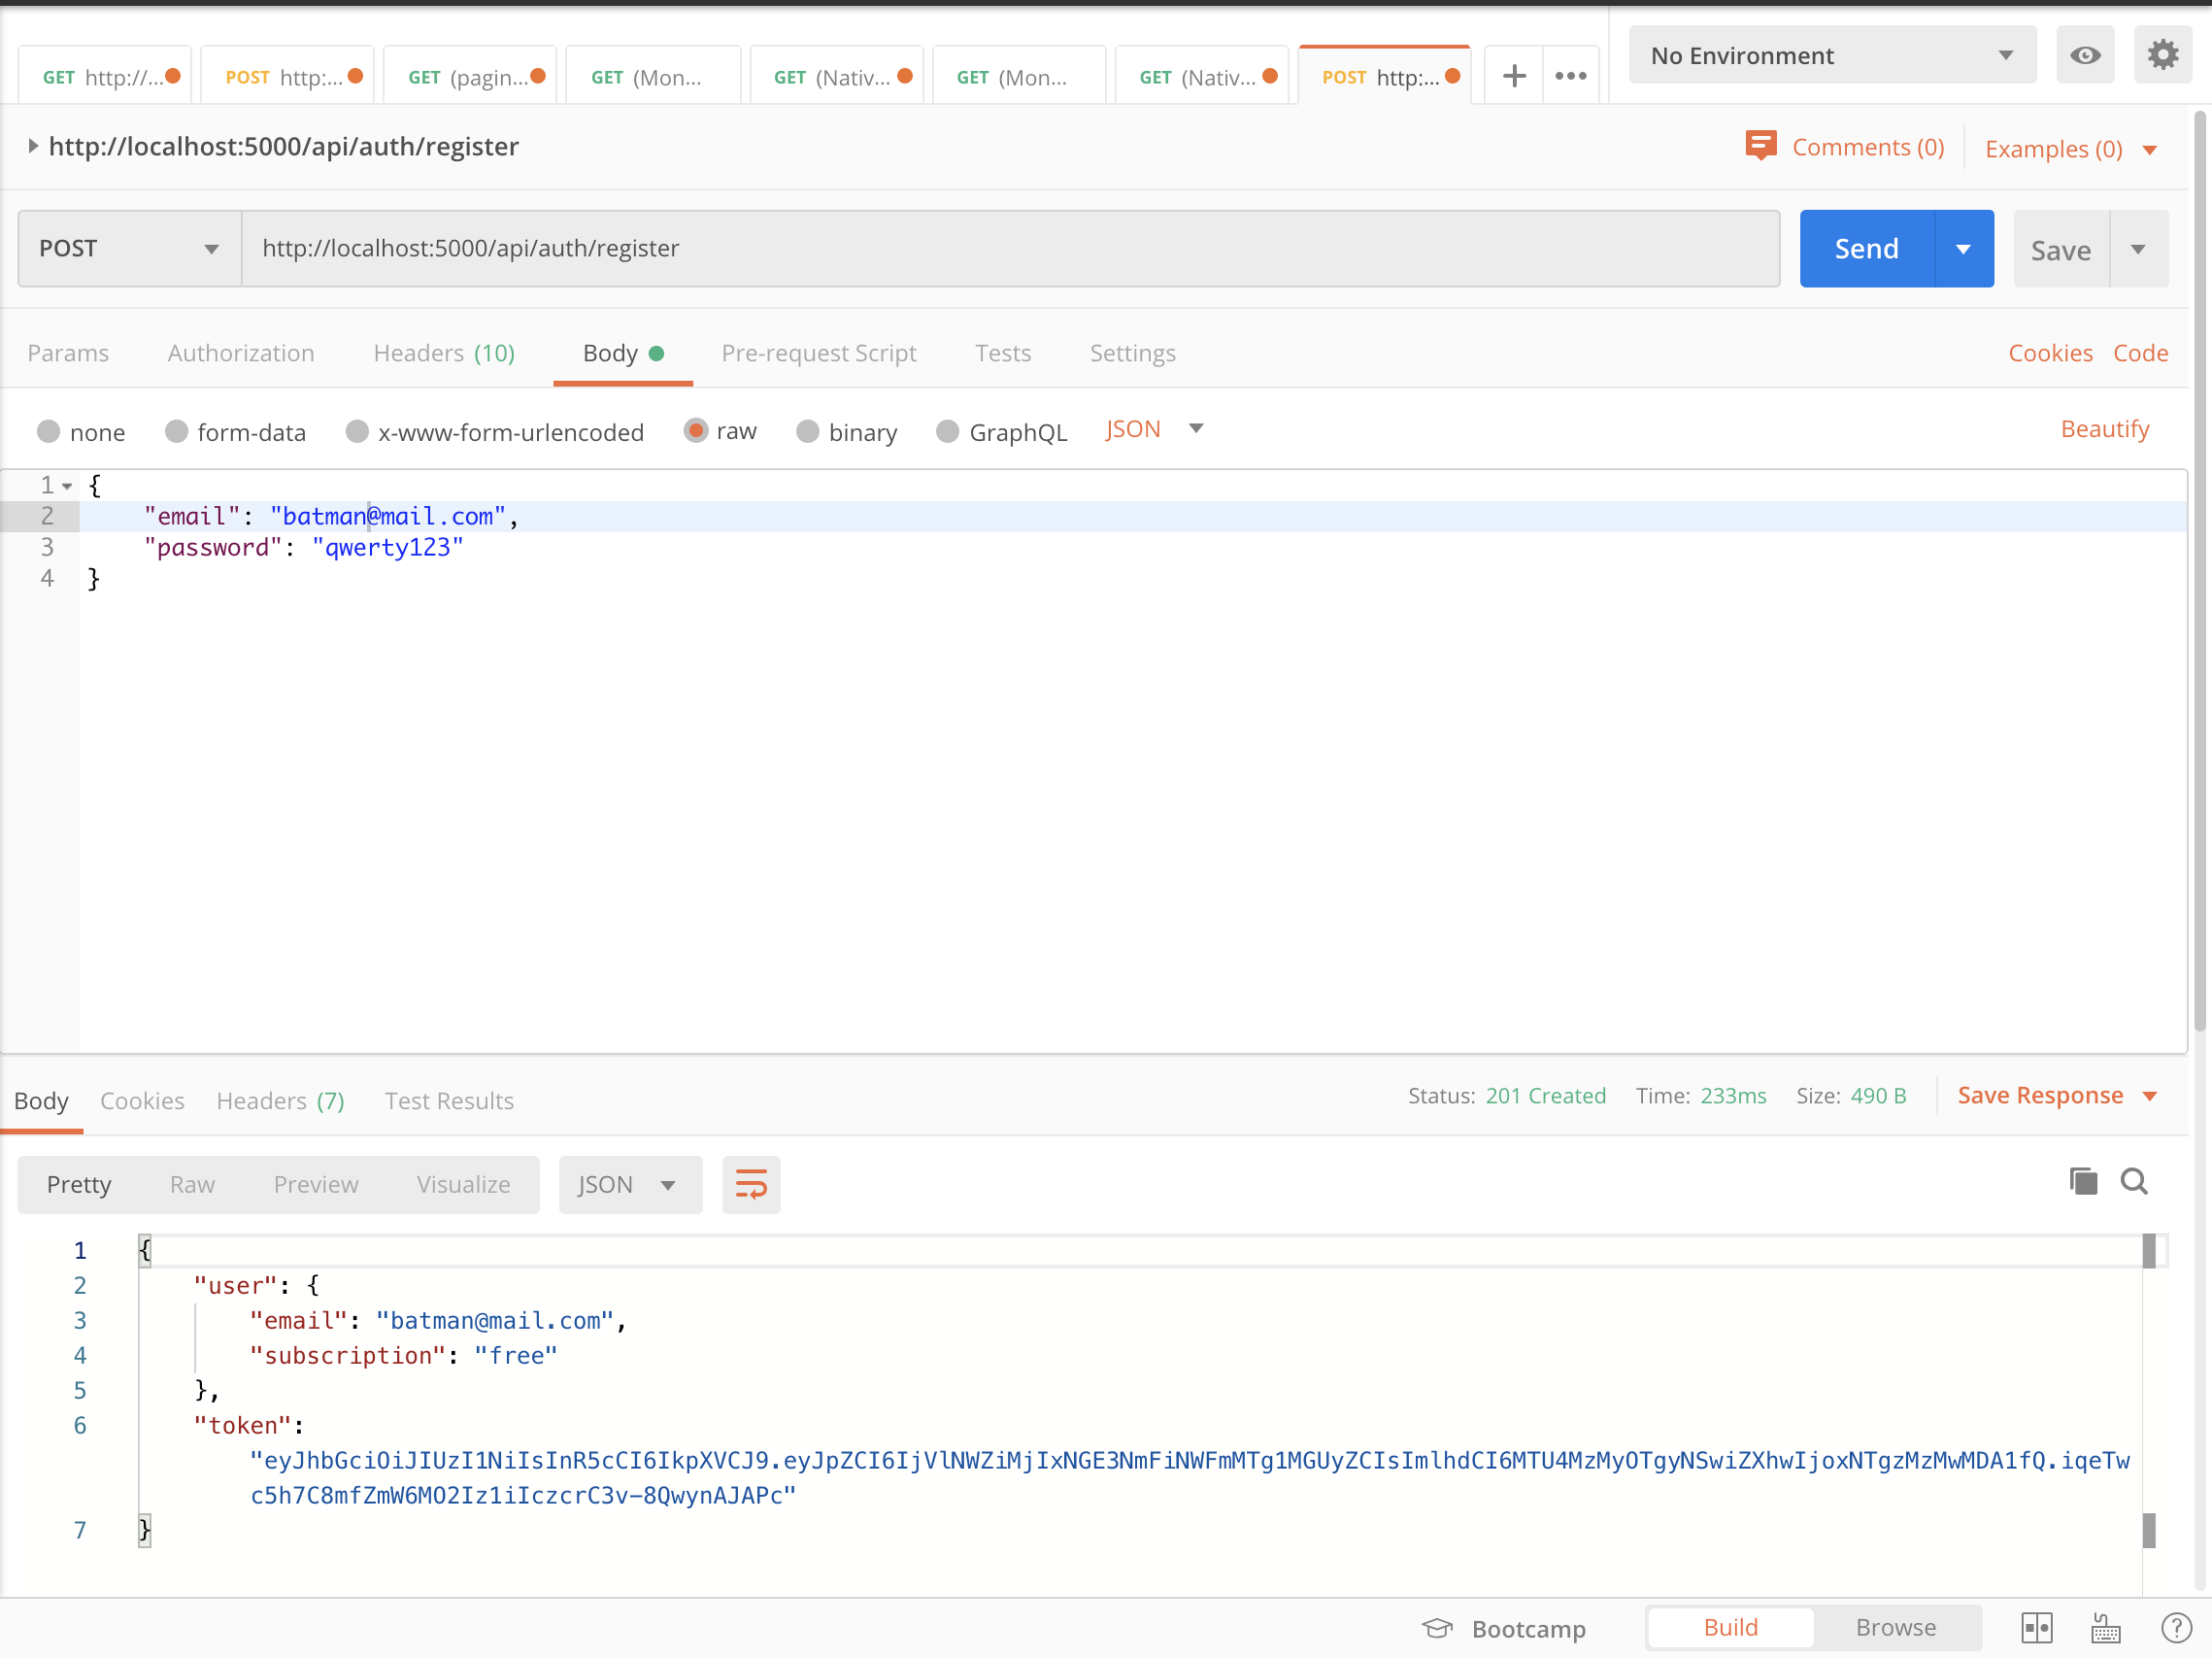 GET http://... POST http:... GET (pagin... GET (Mon... GET (Nativ... GET (Mon... GET (Nativ... POST http:... No Environment
http://localhost:5000/api/auth/register Comments (0) Examples (0)
POST http://localhost:5000/api/auth/register Send Save
Params Authorization Headers (10) Body Pre-request Script Tests Settings Cookies Code
none form-data x-www-form-urlencoded raw binary GraphQL JSON Beautify
1 {
2 "email": "batman@mail.com",
3 "password": "qwerty123"
4 }
Body Cookies Headers (7) Test Results Status: 201 Created Time: 233ms Size: 490 B Save Response
Pretty Raw Preview Visualize JSON
1 {
2 "user": {
3 "email": "batman@mail.com",
4 "subscription": "free"
5 },
6 "token":
"eyJhbGciOiJIUzI1NiIsInR5cCI6IkpXVCJ9.eyJpZCI6IjVlNWZiMjIxNGE3NmFiNWFmMTg1MGUyZCIsImlhdCI6MTU4MzMyOTgyNSwiZXhwIjoxNTgzMzMwMDA1fQ.iqeTw
c5h7C8mfZmW6MO2Iz1iIczcrC3v-8QwynAJAPc"
7 }
Bootcamp Build Browse